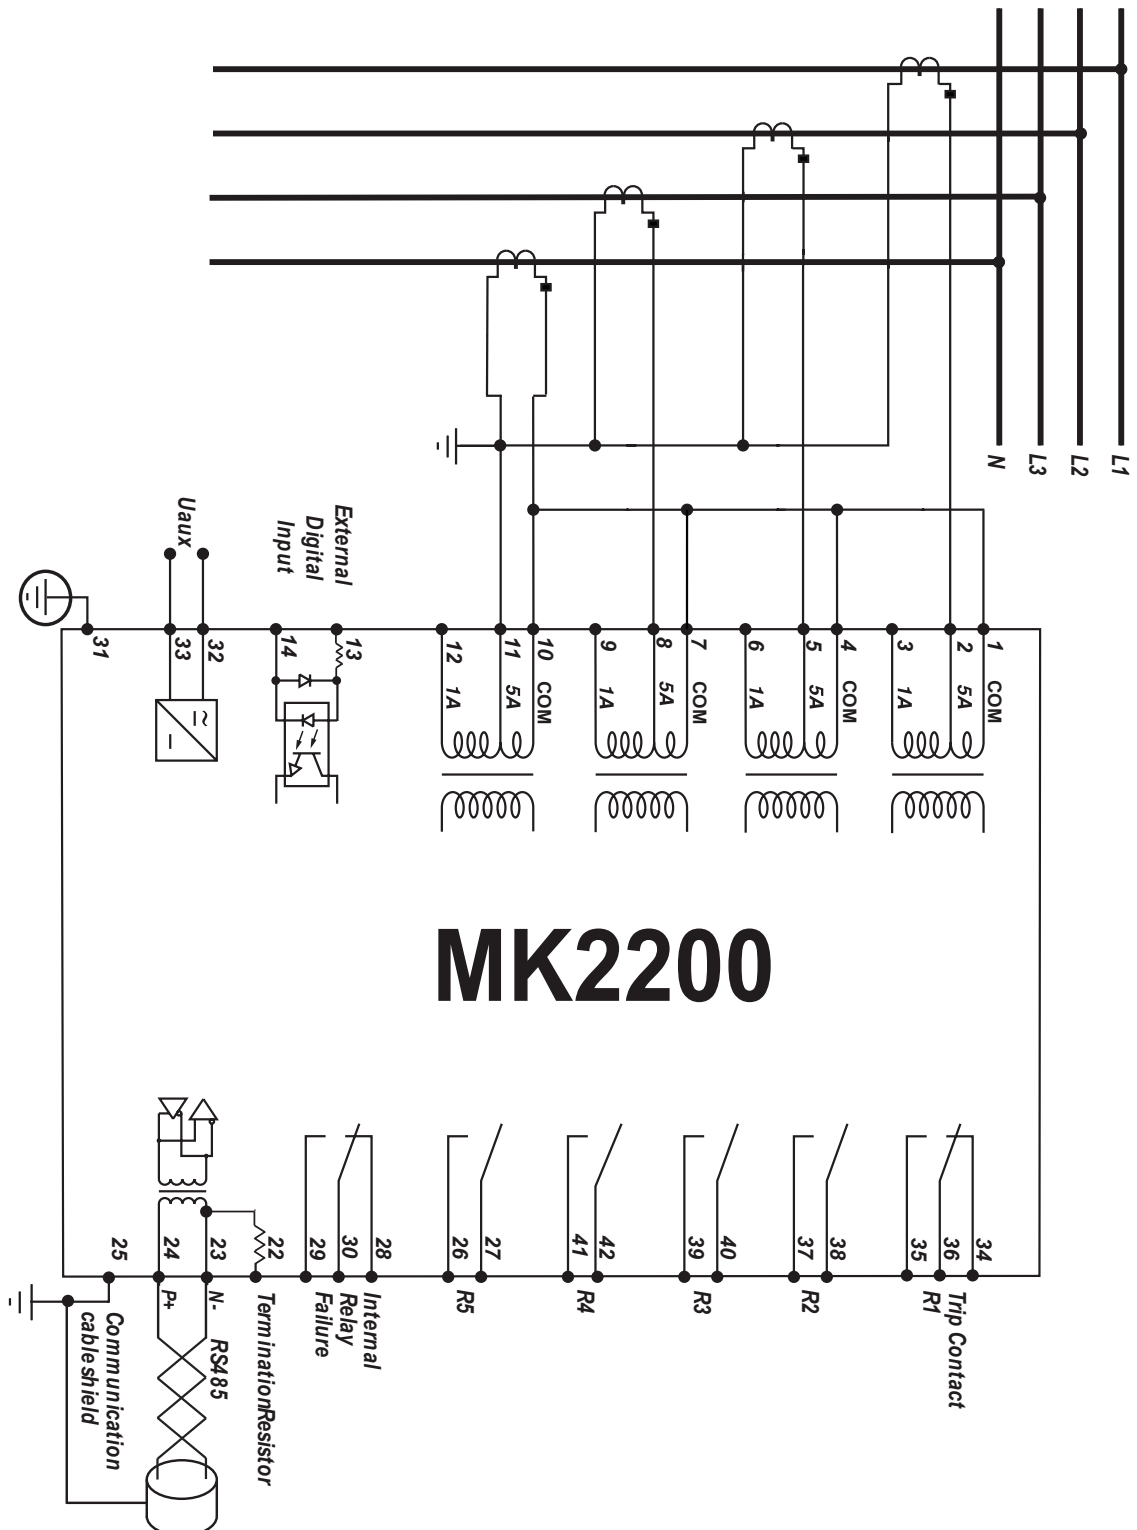 N
L3
L2
L1
Uaux
External
Digital
Input
31
33
32
14
13
12
11
10
9
8
7
6
5
4
3
2
1
1A
5A
COM
1A
5A
COM
1A
5A
COM
1A
5A
COM
MK2200
25
24
23
22
29
30
28
26
27
41
42
39
40
37
38
35
36
34
P+
N-
RS485
Termination Resistor
Internal
Relay
Failure
R5
R4
R3
R2
Trip Contact
R1
Communication
cable shield